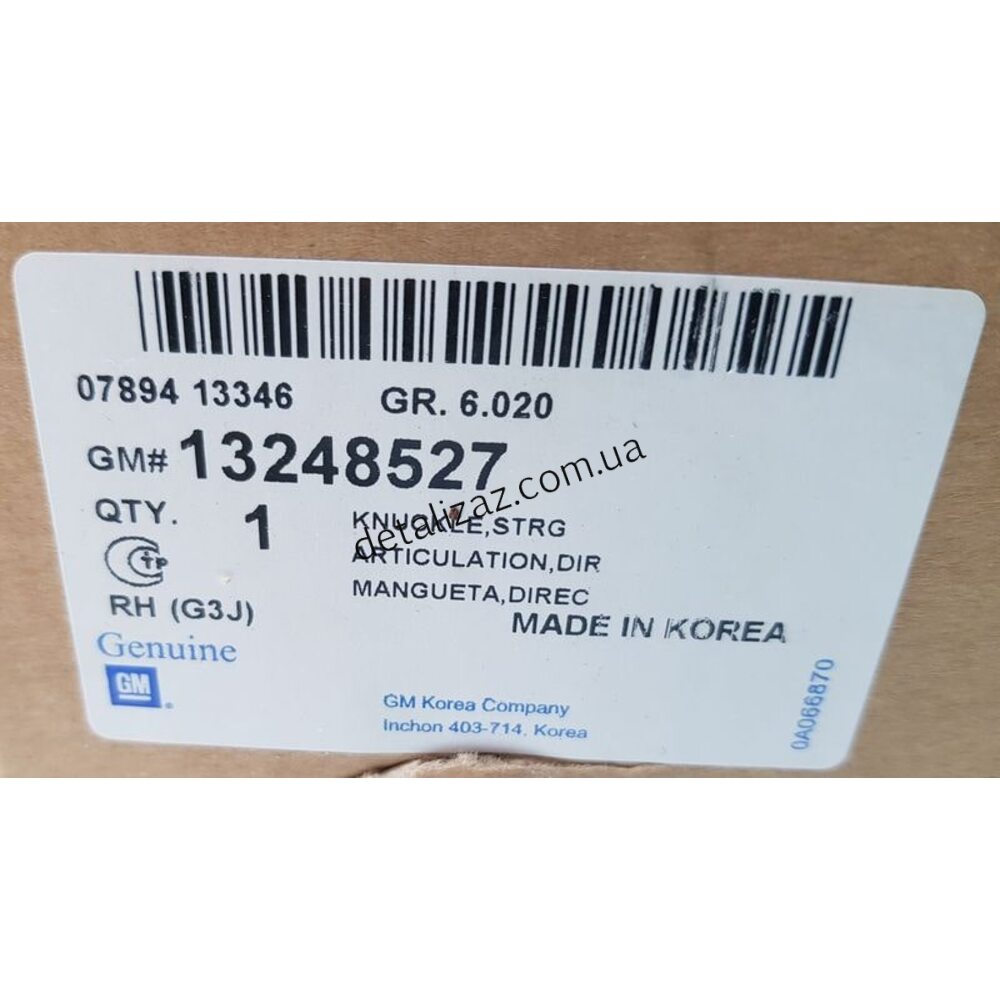 07894 13346 GR. 6.020
GM# 13248527
QTY. 1
KNUCKLE,STRG
ARTICULATION,DIR
MANGUETA,DIREC
detalizaz.com.ua
RH (G3J)
MADE IN KOREA
Genuine
GM
GM Korea Company
Inchon 403-714, Korea
0A066870